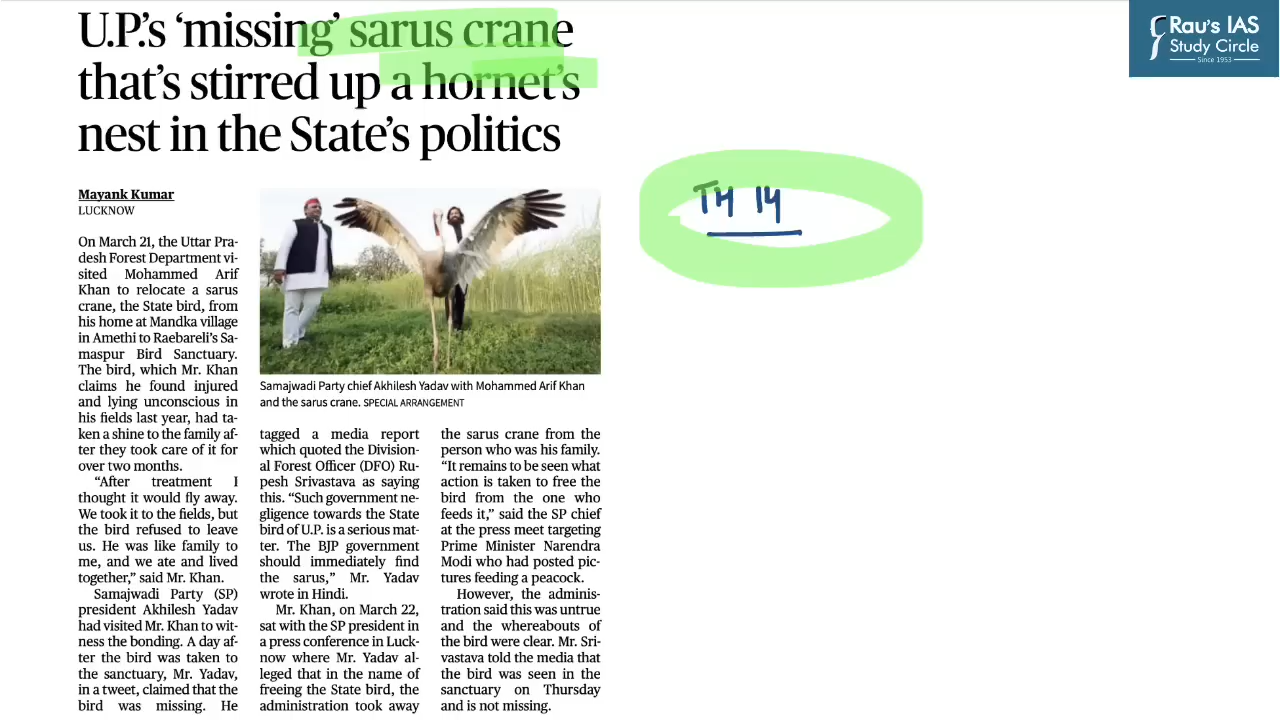 U.P.'s ‘missing’ sarus crane
that’s stirred up a hornet’s
nest in the State’s politics
Rau's IAS
Study Circle
Since 1953
TH 14
Mayank Kumar
LUCKNOW
On March 21, the Uttar Pra-
desh Forest Department vi-
sited Mohammed Arif
Khan to relocate a sarus
crane, the State bird, from
his home at Mandka village
in Amethi to Raebareli’s Sa-
maspur Bird Sanctuary.
The bird, which Mr. Khan
claims he found injured
and lying unconscious in
his fields last year, had ta-
ken a shine to the family af-
ter they took care of it for
over two months.
“After treatment I
thought it would fly away.
We took it to the fields, but
the bird refused to leave
us. He was like family to
me, and we ate and lived
together,” said Mr. Khan.
Samajwadi Party (SP)
president Akhilesh Yadav
had visited Mr. Khan to wit-
ness the bonding. A day af-
ter the bird was taken to
the sanctuary, Mr. Yadav,
in a tweet, claimed that the
bird was missing. He
Samajwadi Party chief Akhilesh Yadav with Mohammed Arif Khan
and the sarus crane. SPECIAL ARRANGEMENT
tagged a media report
which quoted the Division-
al Forest Officer (DFO) Ru-
pesh Srivastava as saying
this. “Such government ne-
gligence towards the State
bird of U.P. is a serious mat-
ter. The BJP government
should immediately find
the sarus,” Mr. Yadav
wrote in Hindi.
Mr. Khan, on March 22,
sat with the SP president in
a press conference in Luck-
now where Mr. Yadav al-
leged that in the name of
freeing the State bird, the
administration took away
the sarus crane from the
person who was his family.
“It remains to be seen what
action is taken to free the
bird from the one who
feeds it,” said the SP chief
at the press meet targeting
Prime Minister Narendra
Modi who had posted pic-
tures feeding a peacock.
However, the adminis-
tration said this was untrue
and the whereabouts of
the bird were clear. Mr. Sri-
vastava told the media that
the bird was seen in the
sanctuary on Thursday
and is not missing.